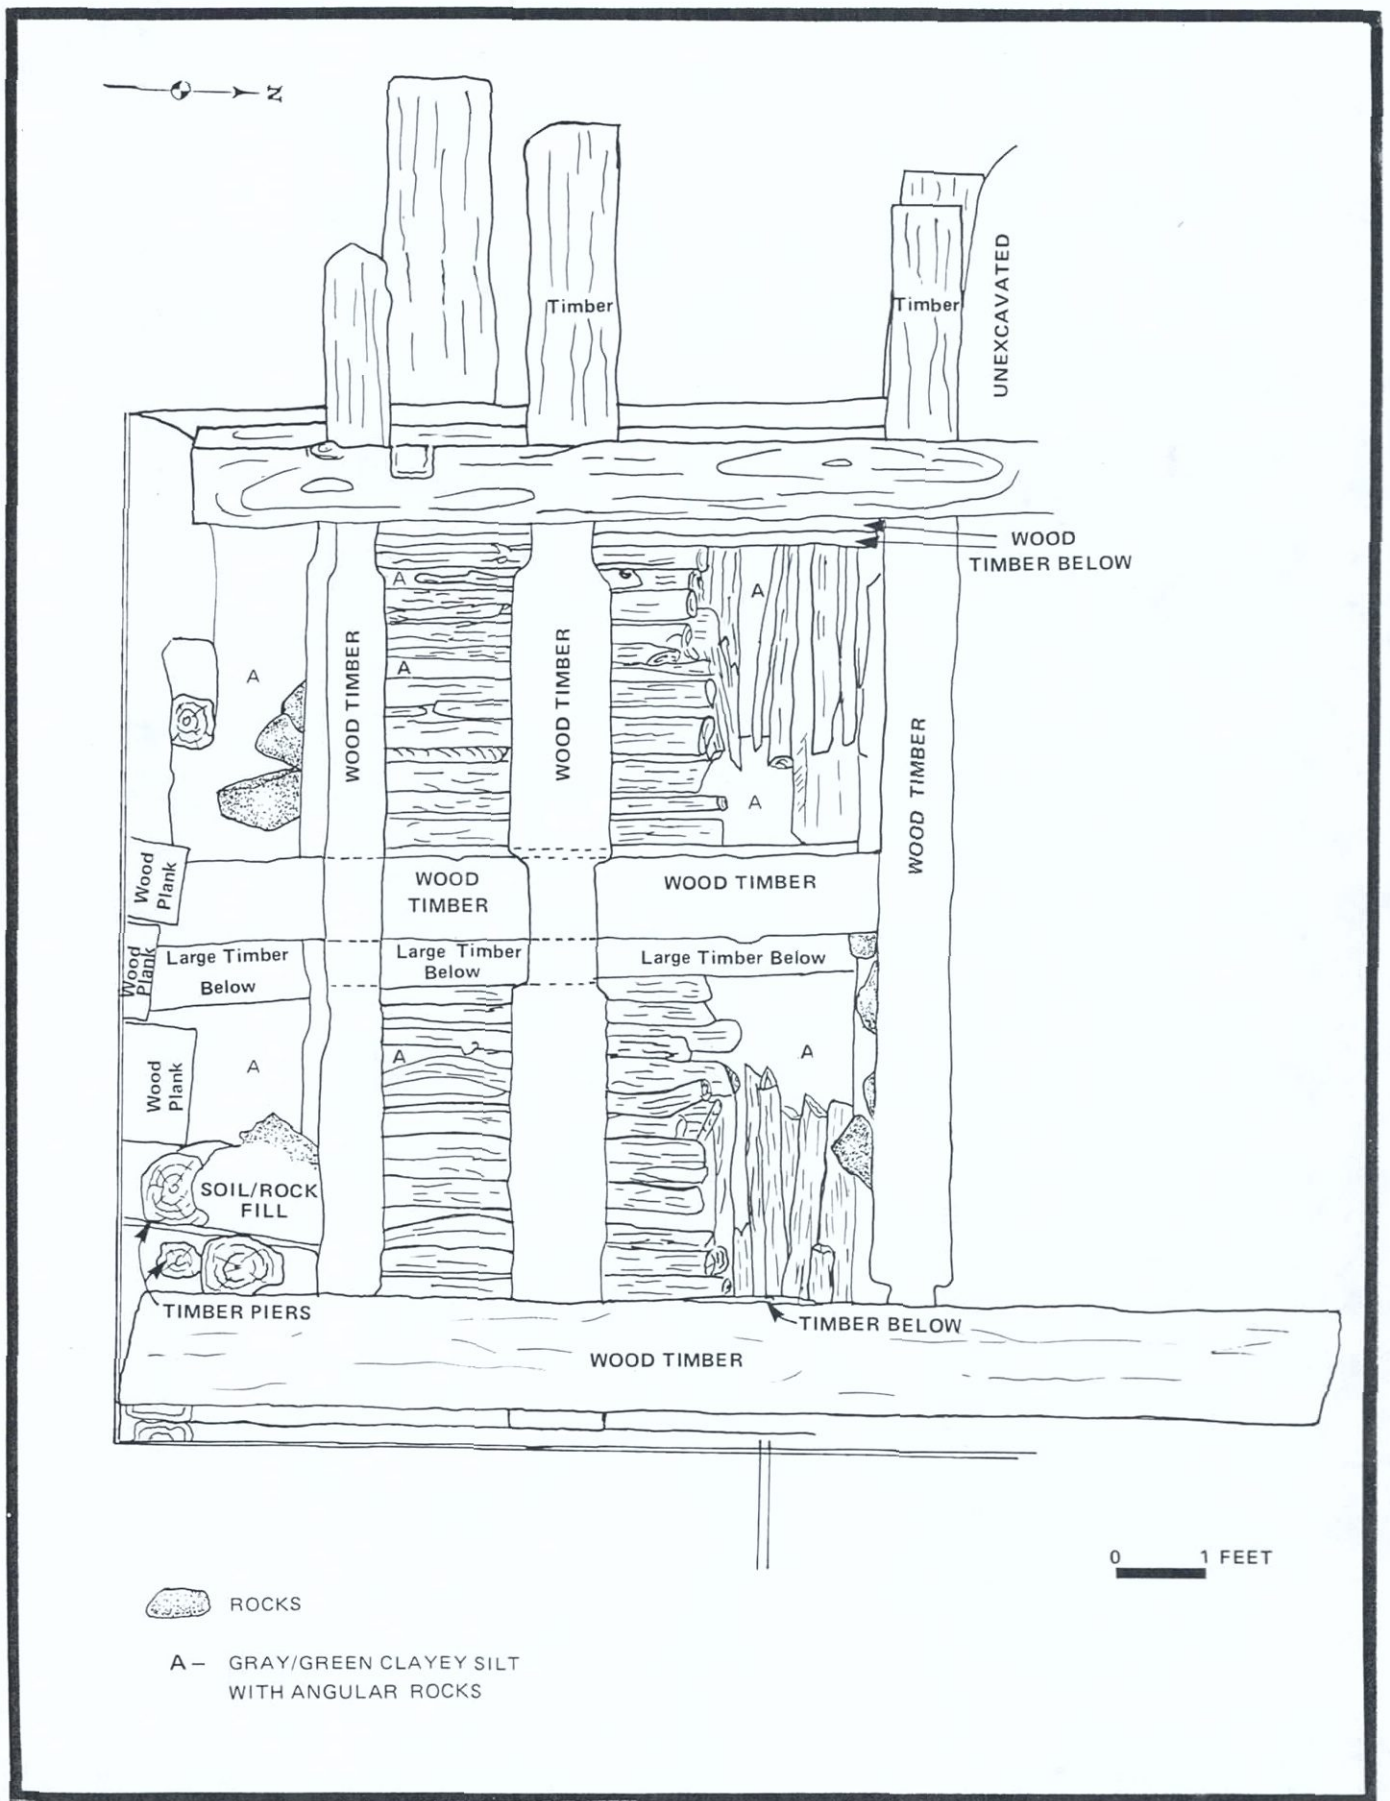 N
Timber
Timber
UNEXCAVATED
WOOD
TIMBER BELOW
A
A
A
A
WOOD TIMBER
WOOD TIMBER
WOOD TIMBER
A
Wood
Plank
WOOD
TIMBER
WOOD TIMBER
Wood
Plank
Large Timber
Below
Large Timber
Below
Large Timber Below
Wood
Plank
A
A
A
SOIL/ROCK
FILL
TIMBER PIERS
TIMBER BELOW
WOOD TIMBER
0 1 FEET
ROCKS
A – GRAY/GREEN CLAYEY SILT
WITH ANGULAR ROCKS